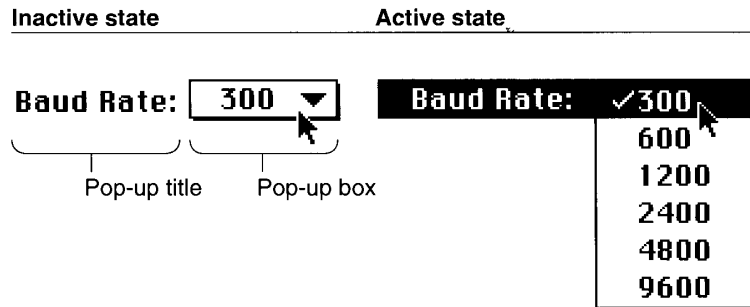 Inactive state
Active state
Baud Rate: 300
Pop-up title
Pop-up box
Baud Rate: ✓300
600
1200
2400
4800
9600